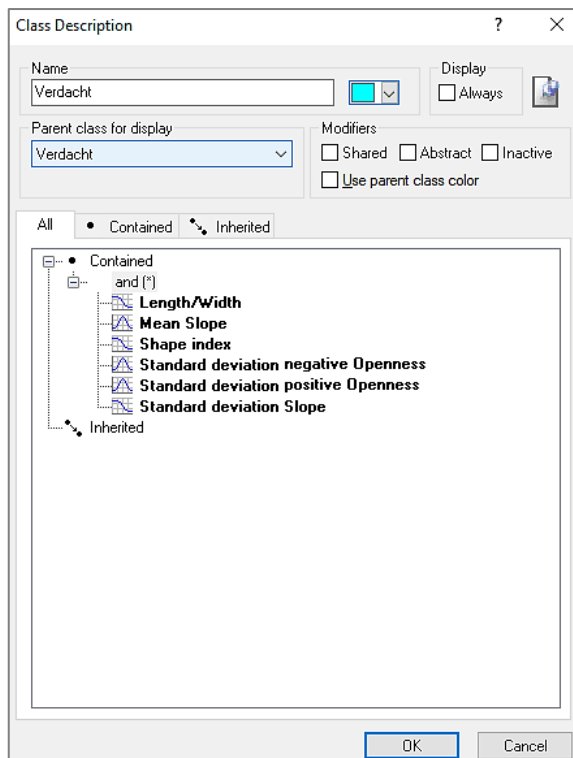 Class Description ?
Name
Verdacht
Display
Always
Parent class for display
Verdacht
Modifiers
Shared Abstract Inactive
Use parent class color
All Contained Inherited
Contained
and (*)
Length/Width
Mean Slope
Shape index
Standard deviation negative Openness
Standard deviation positive Openness
Standard deviation Slope
Inherited
OK Cancel